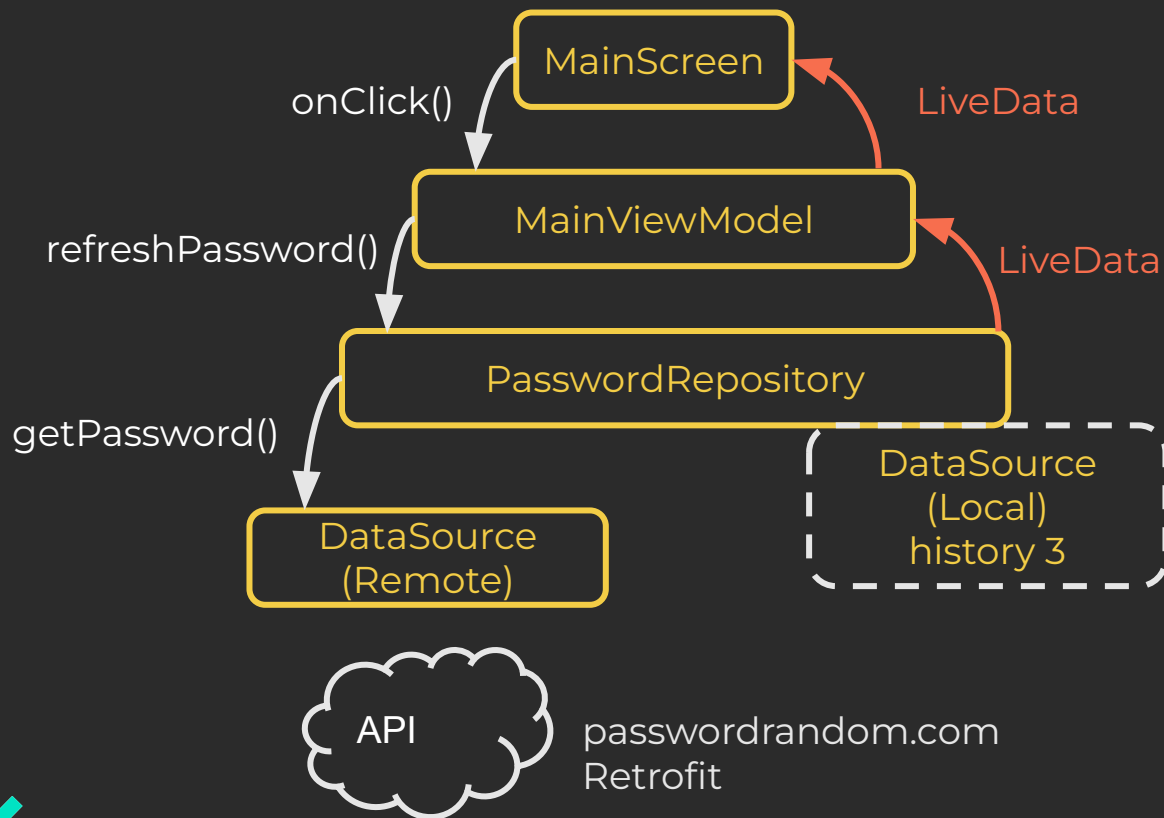 MainScreen
onClick()
LiveData
MainViewModel
refreshPassword()
LiveData
PasswordRepository
getPassword()
DataSource
(Local)
history 3
DataSource
(Remote)
API
passwordrandom.com
Retrofit